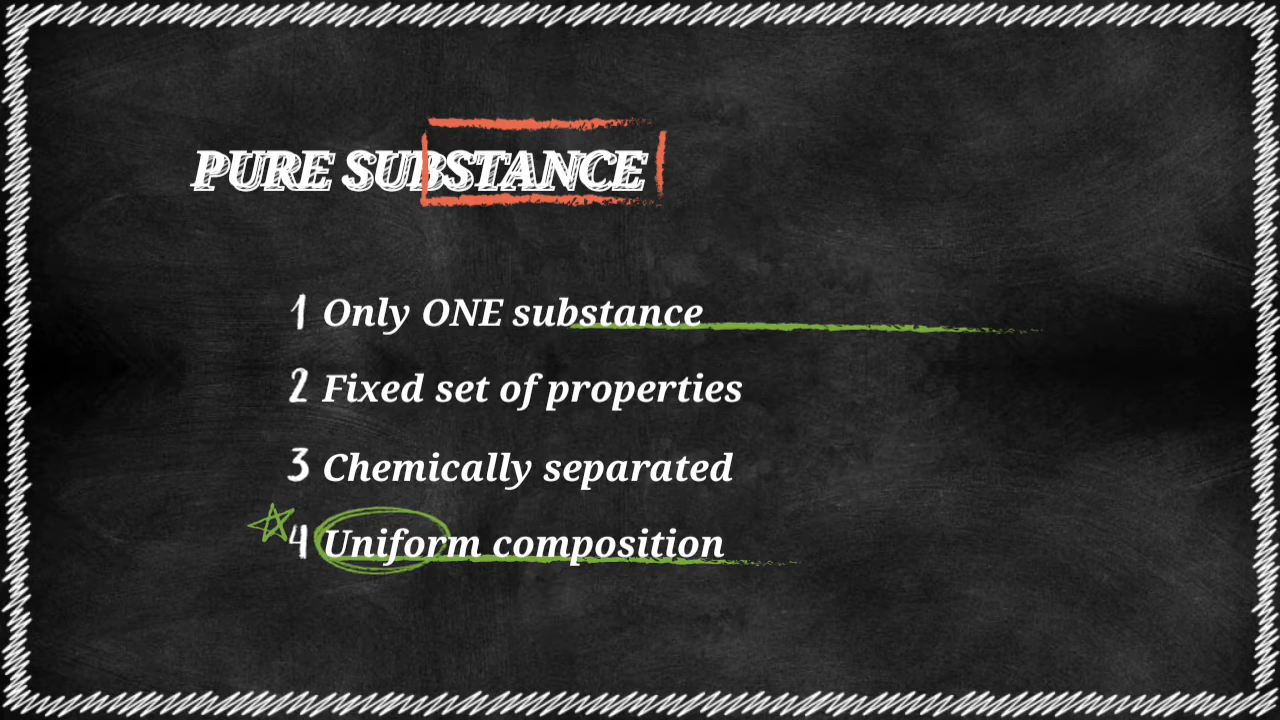 PURE SUBSTANCE
1 Only ONE substance
2 Fixed set of properties
3 Chemically separated
4 Uniform composition